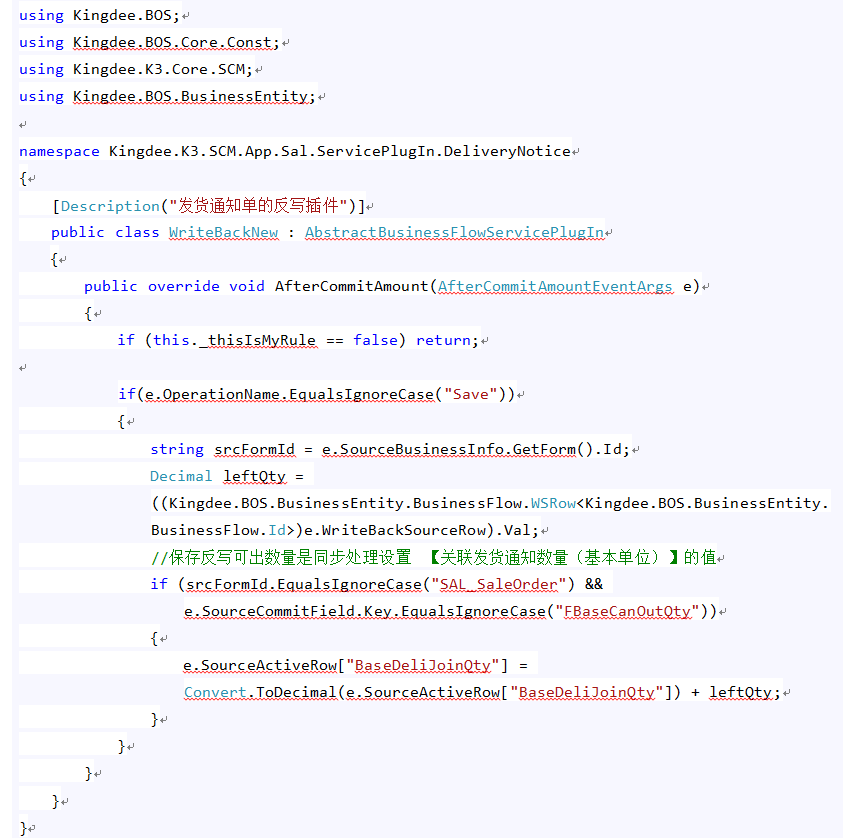 using Kingdee.BOS;
using Kingdee.BOS.Core.Const;
using Kingdee.K3.Core.SCM;
using Kingdee.BOS.BusinessEntity;
namespace Kingdee.K3.SCM.App.Sal.ServicePlugIn.DeliveryNotice
{
[Description("发货通知单的反写插件")]
public class WriteBackNew : AbstractBusinessFlowServicePlugIn
{
public override void AfterCommitAmount(AfterCommitAmountEventArgs e)
{
if (this._thisIsMyRule == false) return;
if(e.OperationName.EqualsIgnoreCase("Save"))
{
string srcFormId = e.SourceBusinessInfo.GetForm().Id;
Decimal leftQty =
((Kingdee.BOS.BusinessEntity.BusinessFlow.WSRow<Kingdee.BOS.BusinessEntity.
BusinessFlow.Id>)e.WriteBackSourceRow).Val;
//保存反写可出数量是同步处理设置 【关联发货通知数量（基本单位）】的值
if (srcFormId.EqualsIgnoreCase("SAL_SaleOrder") &&
e.SourceCommitField.Key.EqualsIgnoreCase("FBaseCanOutQty"))
{
e.SourceActiveRow["BaseDeliJoinQty"] =
Convert.ToDecimal(e.SourceActiveRow["BaseDeliJoinQty"]) + leftQty;
}
}
}
}
}